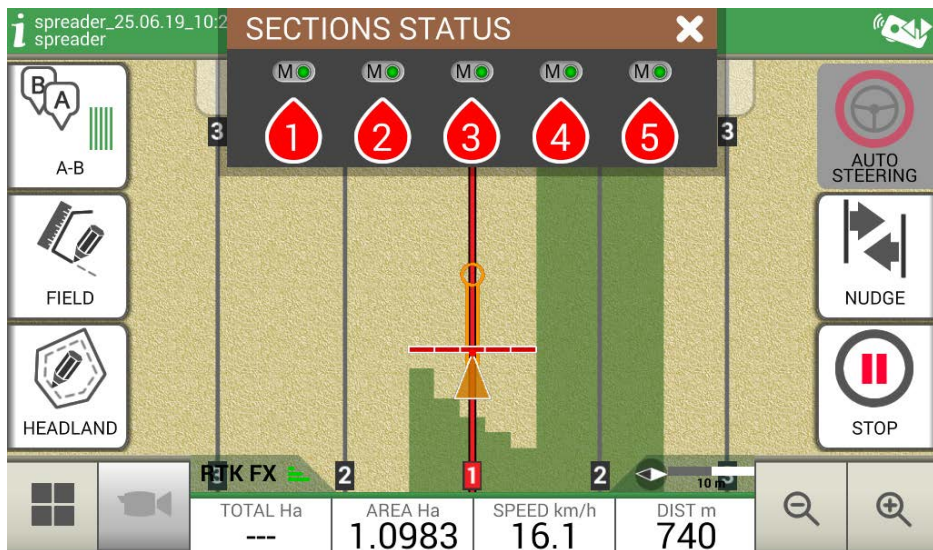 spreader_25.06.19_10:2
spreader
SECTIONS STATUS
M M M M M
1 2 3 4 5
B
A
A-B
3 3
AUTO
STEERING
FIELD
NUDGE
HEADLAND
STOP
RTK FX
3 2 1 2
10 m
TOTAL Ha AREA Ha SPEED km/h DIST m
--- 1.0983 16.1 740